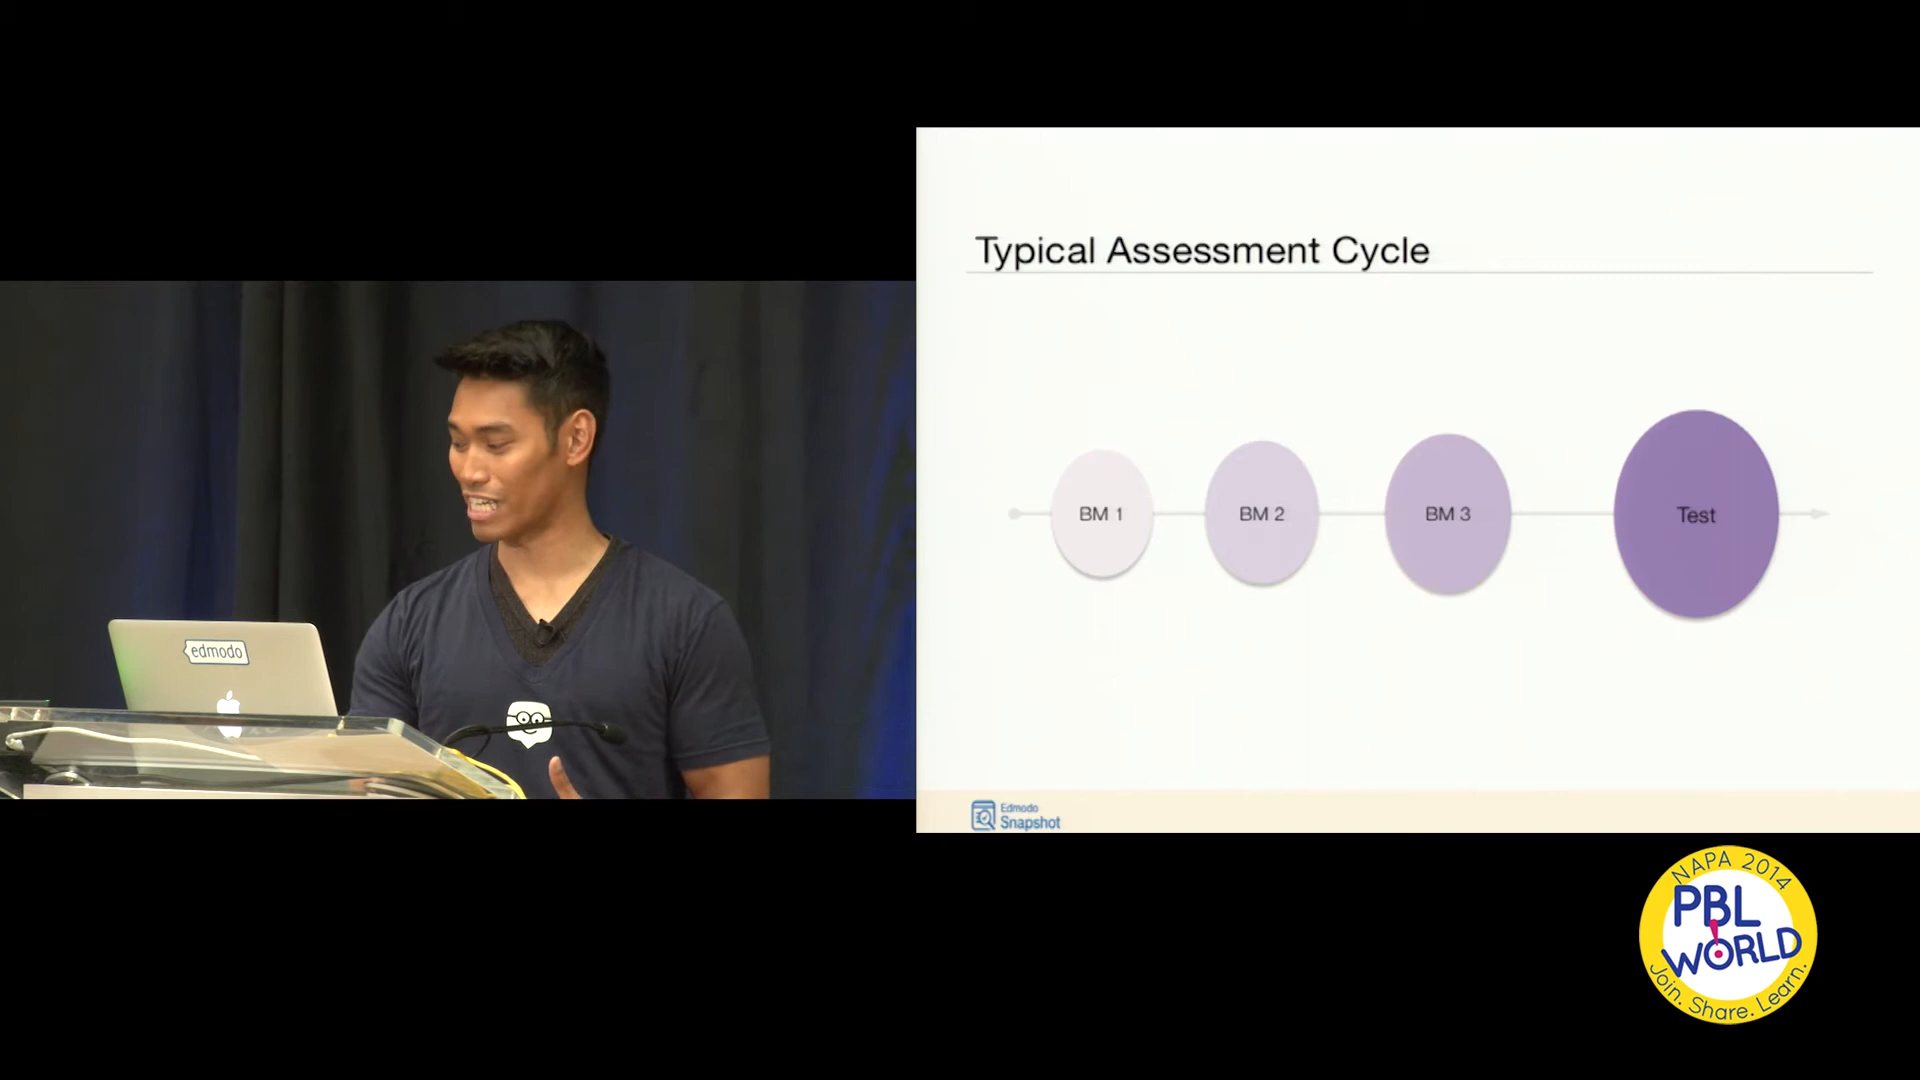 Typical Assessment Cycle
BM 1
BM 2
BM 3
Test
edmodo
Edmodo
Snapshot
NAPA 2014
PBL
WORLD
Join. Share. Learn.